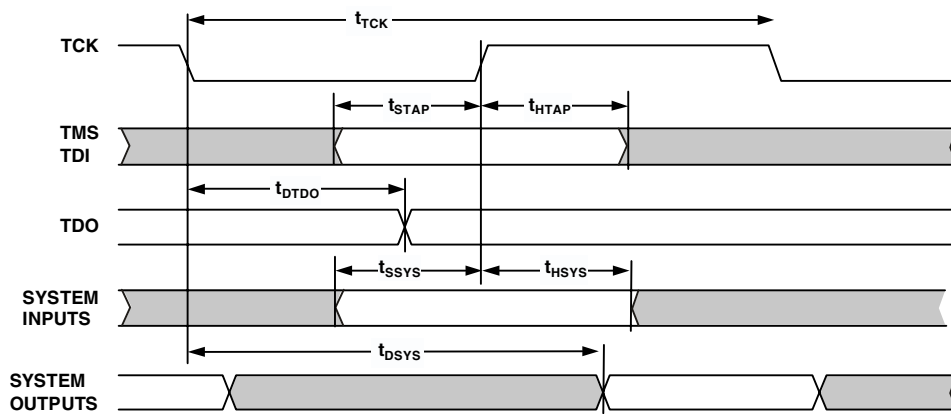 tTCK
TCK
tSTAP
tHTAP
TMS
TDI
tDTDO
TDO
tSSYS
tHSYS
SYSTEM
INPUTS
tDSYS
SYSTEM
OUTPUTS